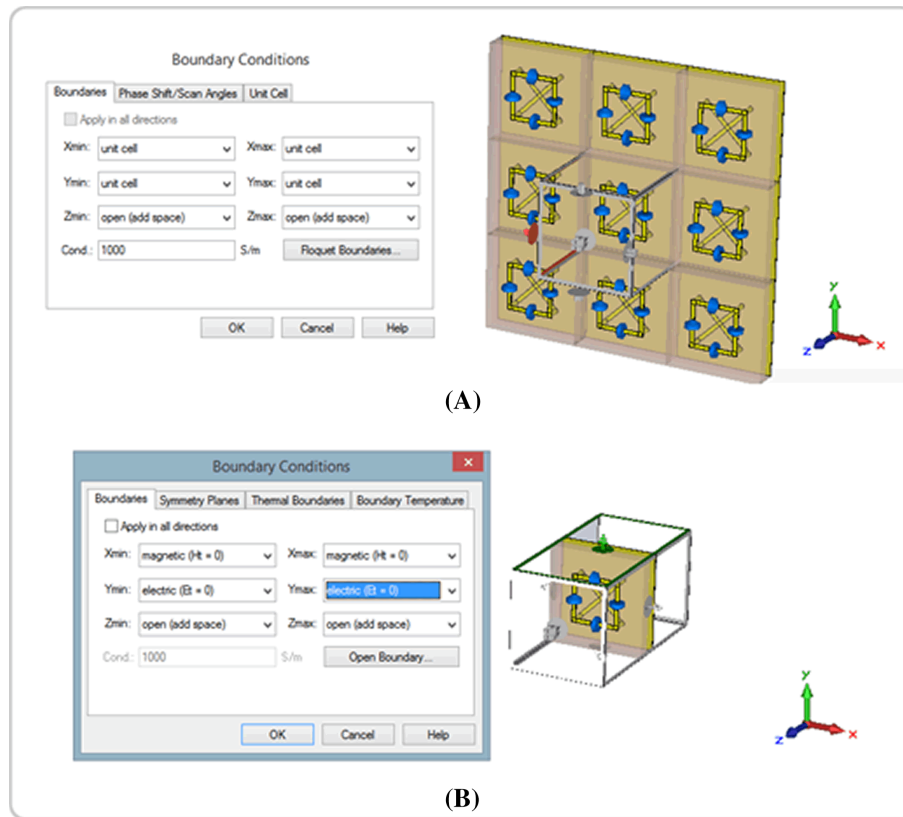 Boundary Conditions
Boundaries Phase Shift/Scan Angles Unit Cell
Apply in all directions
Xmin: unit cell Xmax: unit cell
Ymin: unit cell Ymax: unit cell
Zmin: open (add space) Zmax: open (add space)
Cond.: 1000 S/m Floquet Boundaries...
OK Cancel Help
y
x
z
(A)
Boundary Conditions
Boundaries Symmetry Planes Thermal Boundaries Boundary Temperature
Apply in all directions
Xmin: magnetic (Ht = 0) Xmax: magnetic (Ht = 0)
Ymin: electric (Et = 0) Ymax: electric (Et = 0)
Zmin: open (add space) Zmax: open (add space)
Cond.: 1000 S/m Open Boundary...
OK Cancel Help
y
x
z
(B)